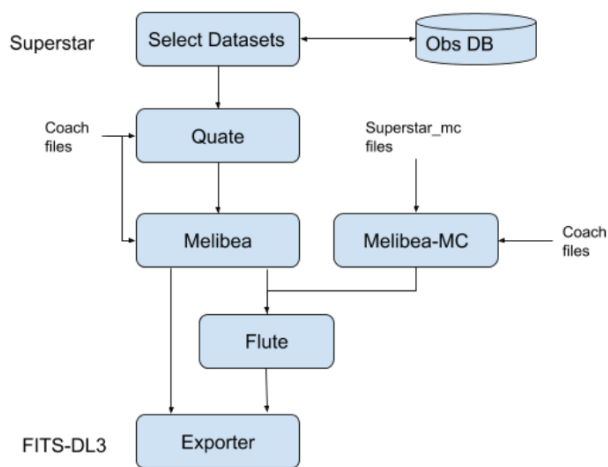 Superstar
Select Datasets
Obs DB
Coach
files
Quate
Superstar_mc
files
Melibea
Melibea-MC
Coach
files
Flute
FITS-DL3
Exporter